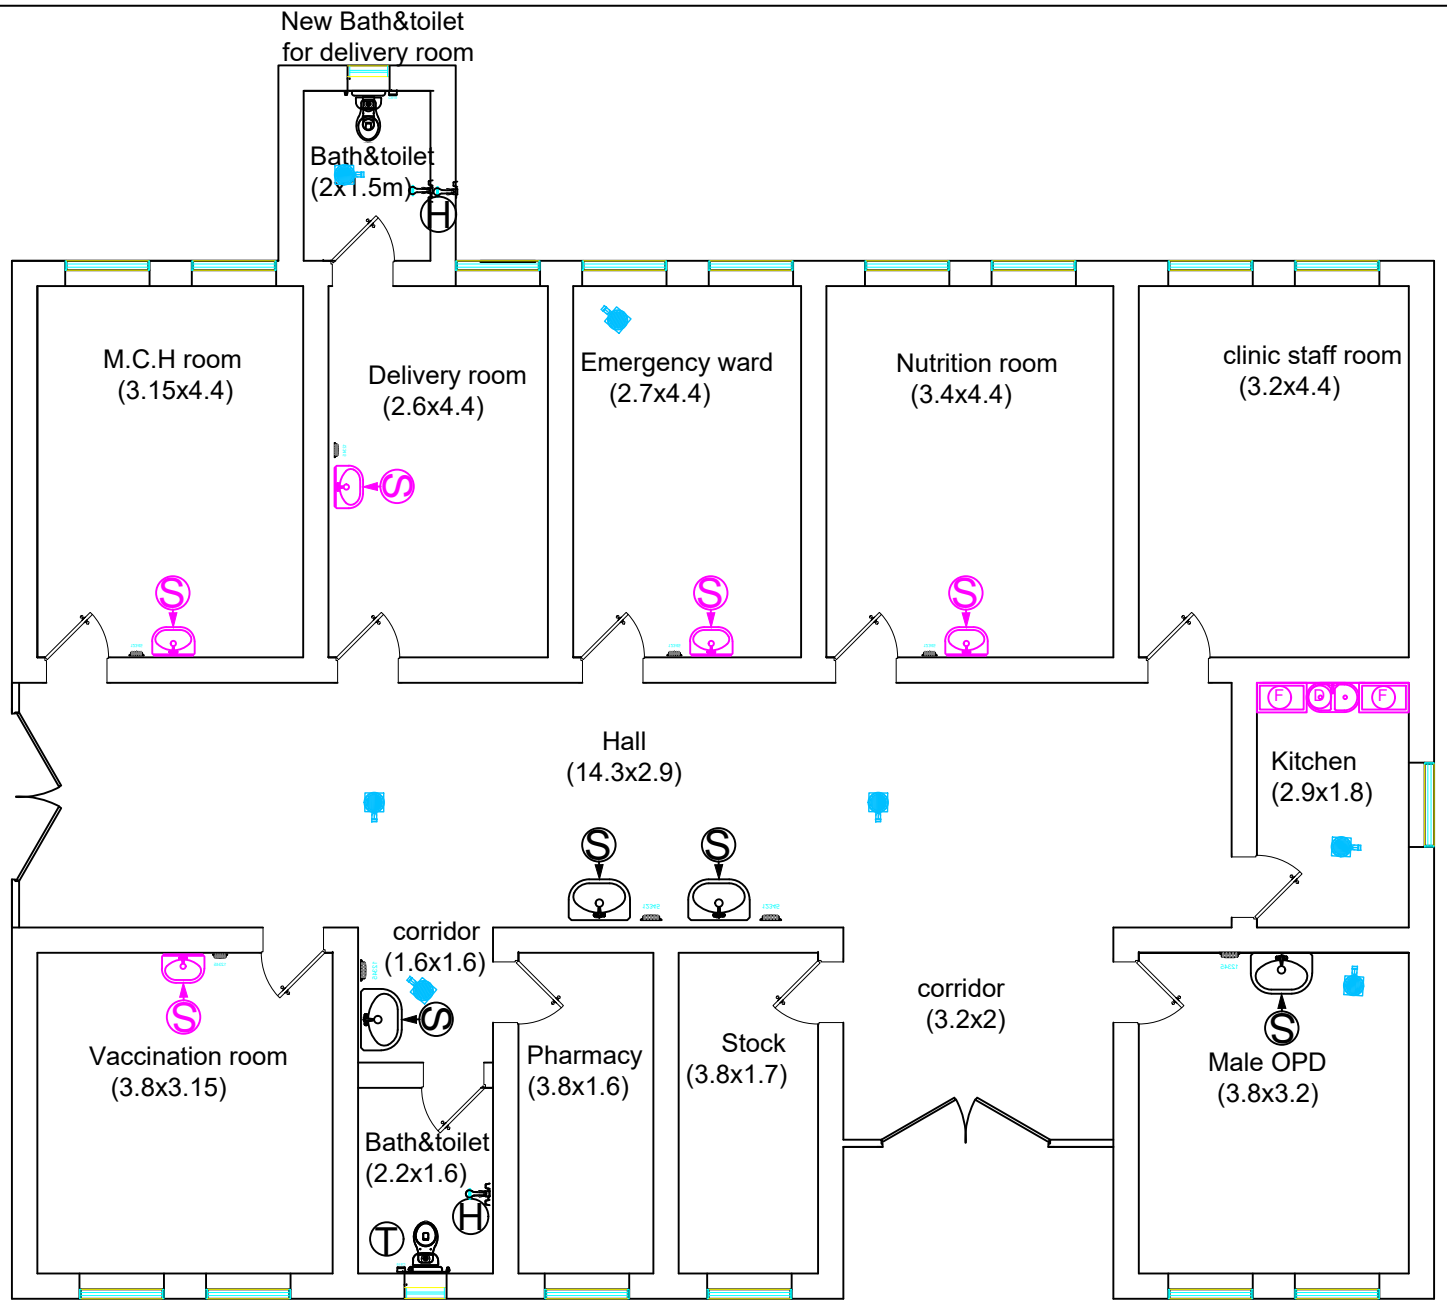 New Bath&toilet
for delivery room
Bath&toilet
(2x1.5m)
H
M.C.H room
(3.15x4.4)
Delivery room
(2.6x4.4)
Emergency ward
(2.7x4.4)
Nutrition room
(3.4x4.4)
clinic staff room
(3.2x4.4)
S
S
S
S
F
D
F
Hall
(14.3x2.9)
Kitchen
(2.9x1.8)
S
S
corridor
(1.6x1.6)
S
S
corridor
(3.2x2)
S
Vaccination room
(3.8x3.15)
Pharmacy
(3.8x1.6)
Stock
(3.8x1.7)
Male OPD
(3.8x3.2)
Bath&toilet
(2.2x1.6)
H
T